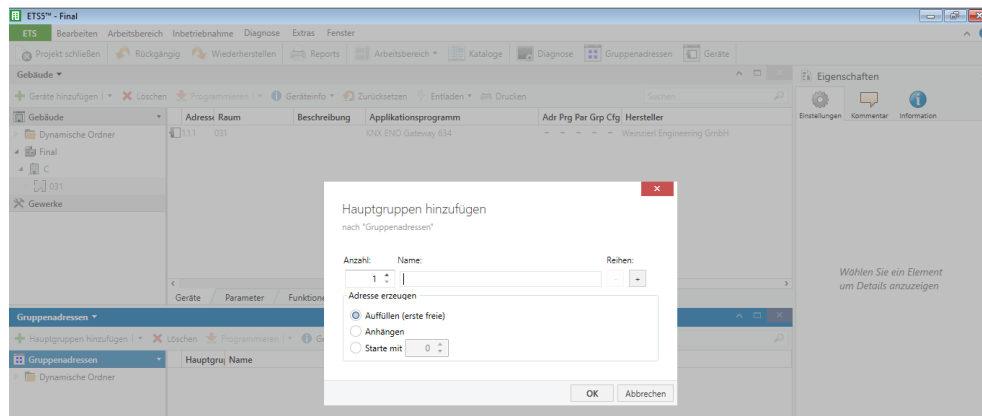 ETS5™ - Final
ETS Bearbeiten Arbeitsbereich Inbetriebnahme Diagnose Extras Fenster
Projekt schließen Rückgängig Wiederherstellen Reports Arbeitsbereich Kataloge Diagnose Gruppenadressen Geräte
Gebäude
Eigenschaften
Geräte hinzufügen Löschen Programmieren Geräteinfo Zurücksetzen Entladen Drucken Suchen
Gebäude
Adresse Raum Beschreibung Applikationsprogramm Adr Prg Par Grp Cfg Hersteller
Einstellungen Kommentar Information
Dynamische Ordner
1.1.1 031 KNX ENO Gateway 634 - - - - - Weinzierl Engineering GmbH
Final
C
031
Gewerke
Hauptgruppen hinzufügen
nach "Gruppenadressen"
Anzahl: Name: Reihen:
1 - +
Adresse erzeugen
Auffüllen (erste freie)
Anhängen
Starte mit 0
OK Abbrechen
Wählen Sie ein Element
um Details anzuzeigen
Geräte Parameter Funktione
Gruppenadressen
Hauptgruppen hinzufügen Löschen Programmieren
Gruppenadressen
Hauptgru Name
Dynamische Ordner